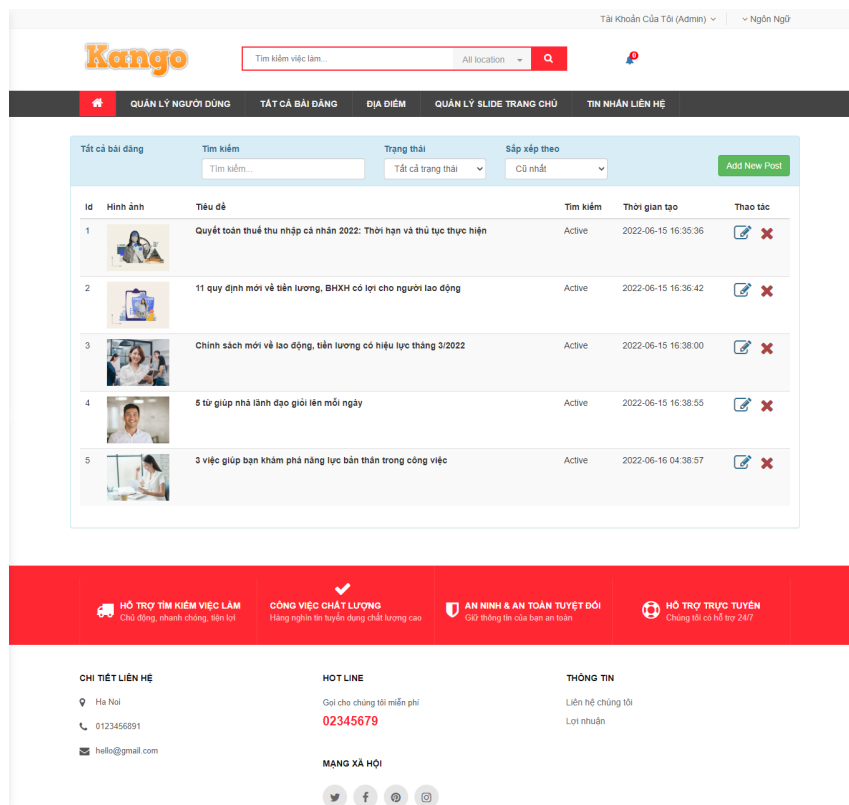 Tài Khoản Của Tôi (Admin) Ngôn Ngữ
Kango
Tìm kiếm việc làm... All location
0
QUẢN LÝ NGƯỜI DÙNG TẤT CẢ BÀI ĐĂNG ĐỊA ĐIỂM QUẢN LÝ SLIDE TRANG CHỦ TIN NHẮN LIÊN HỆ
Tất cả bài đăng Tìm kiếm Trạng thái Sắp xếp theo
Tìm kiếm... Tất cả trạng thái Cũ nhất Add New Post
Id Hình ảnh Tiêu đề Tìm kiếm Thời gian tạo Thao tác
1 Quyết toán thuế thu nhập cá nhân 2022: Thời hạn và thủ tục thực hiện Active 2022-06-15 16:35:36
2 11 quy định mới về tiền lương, BHXH có lợi cho người lao động Active 2022-06-15 16:36:42
3 Chính sách mới về lao động, tiền lương có hiệu lực tháng 3/2022 Active 2022-06-15 16:38:00
4 5 từ giúp nhà lãnh đạo giỏi lên mỗi ngày Active 2022-06-15 16:38:55
5 3 việc giúp bạn khám phá năng lực bản thân trong công việc Active 2022-06-16 04:38:57
HỖ TRỢ TÌM KIẾM VIỆC LÀM
Chủ động, nhanh chóng, tiện lợi
CÔNG VIỆC CHẤT LƯỢNG
Hàng nghìn tin tuyển dụng chất lượng cao
AN NINH & AN TOÀN TUYỆT ĐỐI
Giữ thông tin của bạn an toàn
HỖ TRỢ TRỰC TUYẾN
Chúng tôi có hỗ trợ 24/7
CHI TIẾT LIÊN HỆ
Ha Noi
0123456891
hello@gmail.com
HOT LINE
Gọi cho chúng tôi miễn phí
02345679
MẠNG XÃ HỘI
THÔNG TIN
Liên hệ chúng tôi
Lợi nhuận